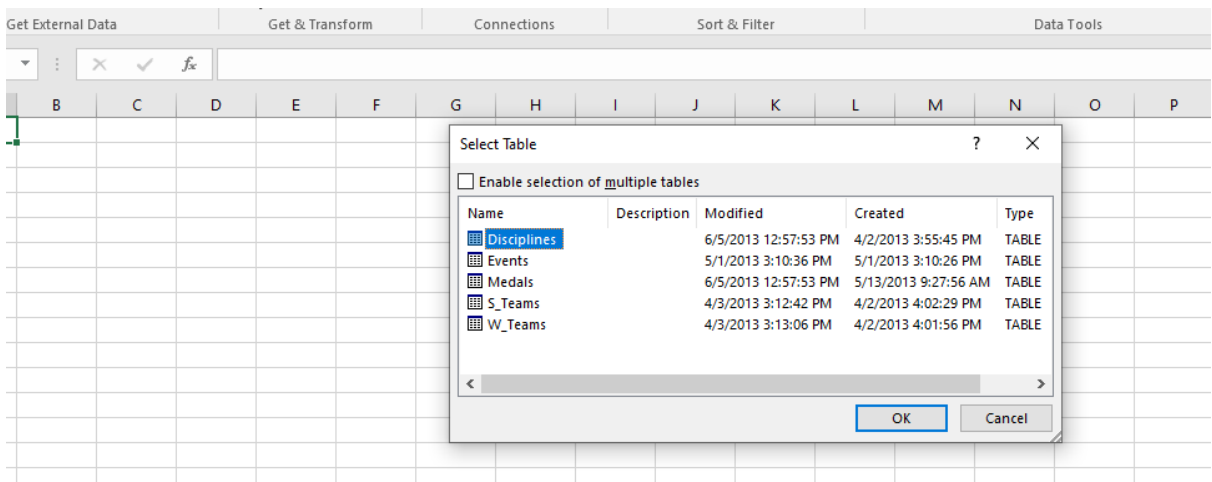 Get External Data Get & Transform Connections Sort & Filter Data Tools
fx
B C D E F G H I J K L M N O P
Select Table ?
Enable selection of multiple tables
Name Description Modified Created Type
Disciplines 6/5/2013 12:57:53 PM 4/2/2013 3:55:45 PM TABLE
Events 5/1/2013 3:10:36 PM 5/1/2013 3:10:26 PM TABLE
Medals 6/5/2013 12:57:53 PM 5/13/2013 9:27:56 AM TABLE
S_Teams 4/3/2013 3:12:42 PM 4/2/2013 4:02:29 PM TABLE
W_Teams 4/3/2013 3:13:06 PM 4/2/2013 4:01:56 PM TABLE
OK Cancel